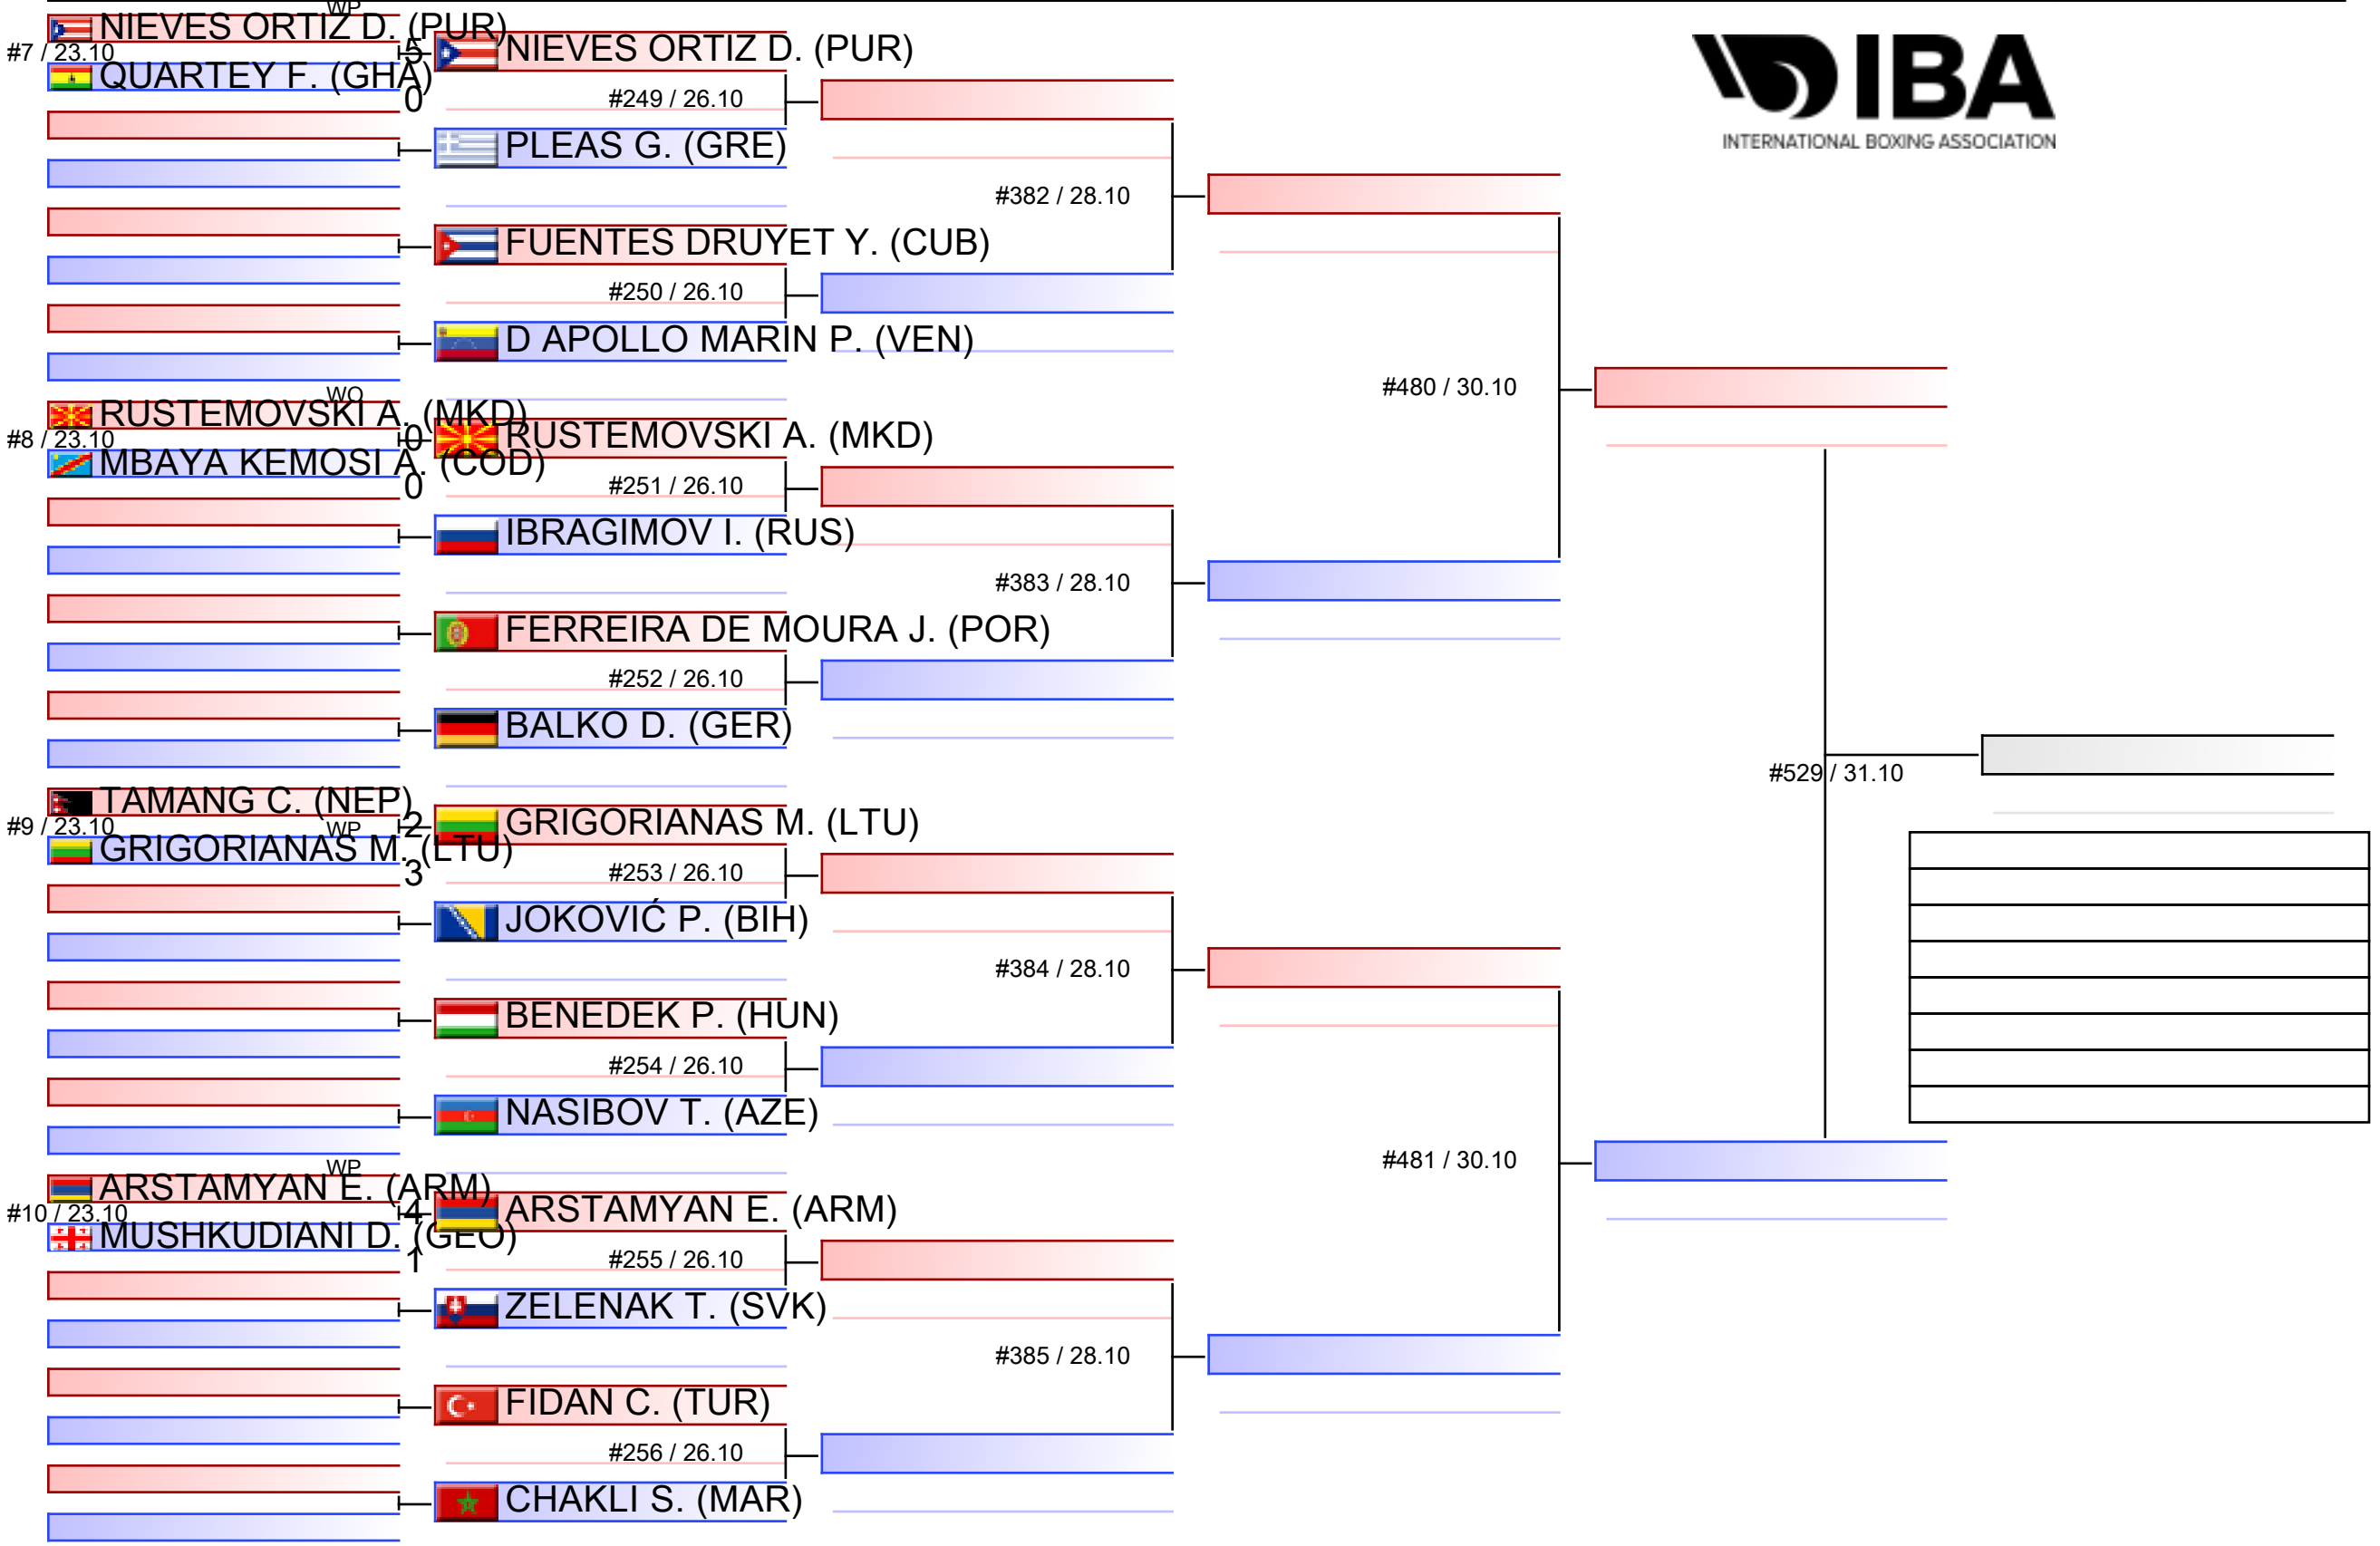 WP
NIEVES ORTIZ D. (PUR)
#7 / 23.10
5
QUARTEY F. (GHA)
0
NIEVES ORTIZ D. (PUR)
#249 / 26.10
PLEAS G. (GRE)
#382 / 28.10
FUENTES DRUYET Y. (CUB)
#250 / 26.10
D APOLLO MARIN P. (VEN)
#480 / 30.10
WO
RUSTEMOVSKI A. (MKD)
#8 / 23.10
0
MBAYA KEMOSI A. (COD)
0
RUSTEMOVSKI A. (MKD)
#251 / 26.10
IBRAGIMOV I. (RUS)
#383 / 28.10
FERREIRA DE MOURA J. (POR)
#252 / 26.10
BALKO D. (GER)
#529 / 31.10
TAMANG C. (NEP)
#9 / 23.10
WP
2
GRIGORIANAS M. (LTU)
3
GRIGORIANAS M. (LTU)
#253 / 26.10
JOKOVIĆ P. (BIH)
#384 / 28.10
BENEDEK P. (HUN)
#254 / 26.10
NASIBOV T. (AZE)
#481 / 30.10
WP
ARSTAMYAN E. (ARM)
#10 / 23.10
4
MUSHKUDIANI D. (GEO)
1
ARSTAMYAN E. (ARM)
#255 / 26.10
ZELENAK T. (SVK)
#385 / 28.10
FIDAN C. (TUR)
#256 / 26.10
CHAKLI S. (MAR)
IBA
INTERNATIONAL BOXING ASSOCIATION